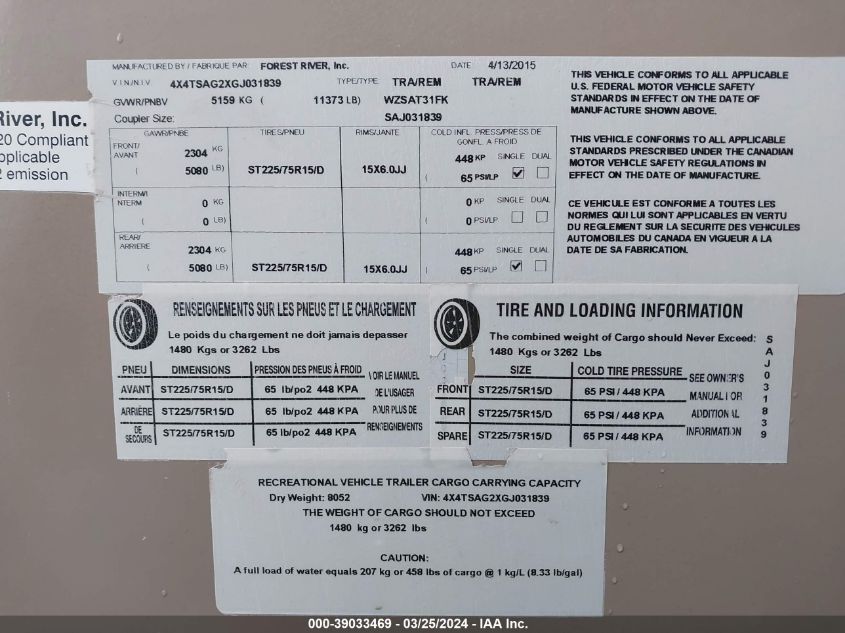 River, Inc.
20 Compliant
pplicable
2 emission
MANUFACTURED BY / FABRIQUE PAR: FOREST RIVER, Inc. DATE 4/13/2015
V I N / N I V 4X4TSAG2XGJ031839 TYPE/TYPE TRA/REM TRA/REM
GVWR/PNBV 5159 KG ( 11373 LB) WZSAT31FK
Coupler Size: SAJ031839
GAWR/PNBE TIRES/PNEU RIMS/JANTE COLD INFL. PRESS/PRESS DE GONFL. A FROID
FRONT/ AVANT 2304 KG 448 KP SINGLE DUAL
( 5080 LB) ST225/75R15/D 15X6.0JJ ( 65 PSI/LP
INTERM/ INTERM 0 KG 0 KP SINGLE DUAL
( 0 LB) ( 0 PSI/LP
REAR/ ARRIERE 2304 KG 448 KP SINGLE DUAL
( 5080 LB) ST225/75R15/D 15X6.0JJ ( 65 PSI/LP
THIS VEHICLE CONFORMS TO ALL APPLICABLE
U.S. FEDERAL MOTOR VEHICLE SAFETY
STANDARDS IN EFFECT ON THE DATE OF
MANUFACTURE SHOWN ABOVE.
THIS VEHICLE CONFORMS TO ALL APPLICABLE
STANDARDS PRESCRIBED UNDER THE CANADIAN
MOTOR VEHICLE SAFETY REGULATIONS IN
EFFECT ON THE DATE OF MANUFACTURE.
CE VEHICULE EST CONFORME A TOUTES LES
NORMES QUI LUI SONT APPLICABLES EN VERTU
DU REGLEMENT SUR LA SECURITE DES VEHICULES
AUTOMOBILES DU CANADA EN VIGUEUR A LA
DATE DE SA FABRICATION.
RENSEIGNEMENTS SUR LES PNEUS ET LE CHARGEMENT
Le poids du chargement ne doit jamais depasser
1480 Kgs or 3262 Lbs
PNEU DIMENSIONS PRESSION DES PNEUS À FROID VOIR LE MANUEL
AVANT ST225/75R15/D 65 lb/po2 448 KPA DE L'USAGER
ARRIÈRE ST225/75R15/D 65 lb/po2 448 KPA POUR PLUS DE
DE SECOURS ST225/75R15/D 65 lb/po2 448 KPA RENSEIGNEMENTS
TIRE AND LOADING INFORMATION
The combined weight of Cargo should Never Exceed:
1480 Kgs or 3262 Lbs
SIZE COLD TIRE PRESSURE SEE OWNER'S
FRONT ST225/75R15/D 65 PSI / 448 KPA MANUAL FOR
REAR ST225/75R15/D 65 PSI / 448 KPA ADDITIONAL
SPARE ST225/75R15/D 65 PSI / 448 KPA INFORMATION
SAJ031839
RECREATIONAL VEHICLE TRAILER CARGO CARRYING CAPACITY
Dry Weight: 8052 VIN: 4X4TSAG2XGJ031839
THE WEIGHT OF CARGO SHOULD NOT EXCEED
1480 kg or 3262 lbs
CAUTION:
A full load of water equals 207 kg or 458 lbs of cargo @ 1 kg/L (8.33 lb/gal)
000-39033469 - 03/25/2024 - IAA Inc.